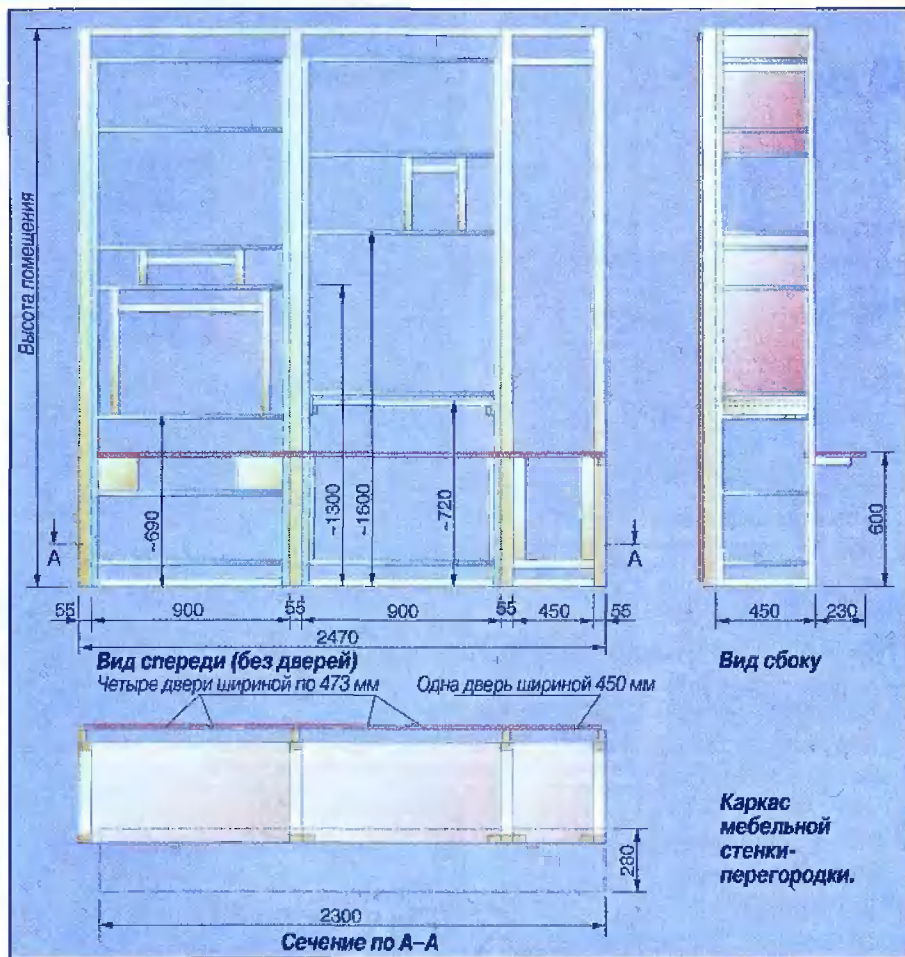 Высота помещения
~690
~1300
~1600
~720
600
А
А
55
900
55
900
55
450
55
2470
450
230
Вид спереди (без дверей)
Вид сбоку
Четыре двери шириной по 473 мм
Одна дверь шириной 450 мм
Каркас
мебельной
стенки-
перегородки.
280
2300
Сечение по А–А